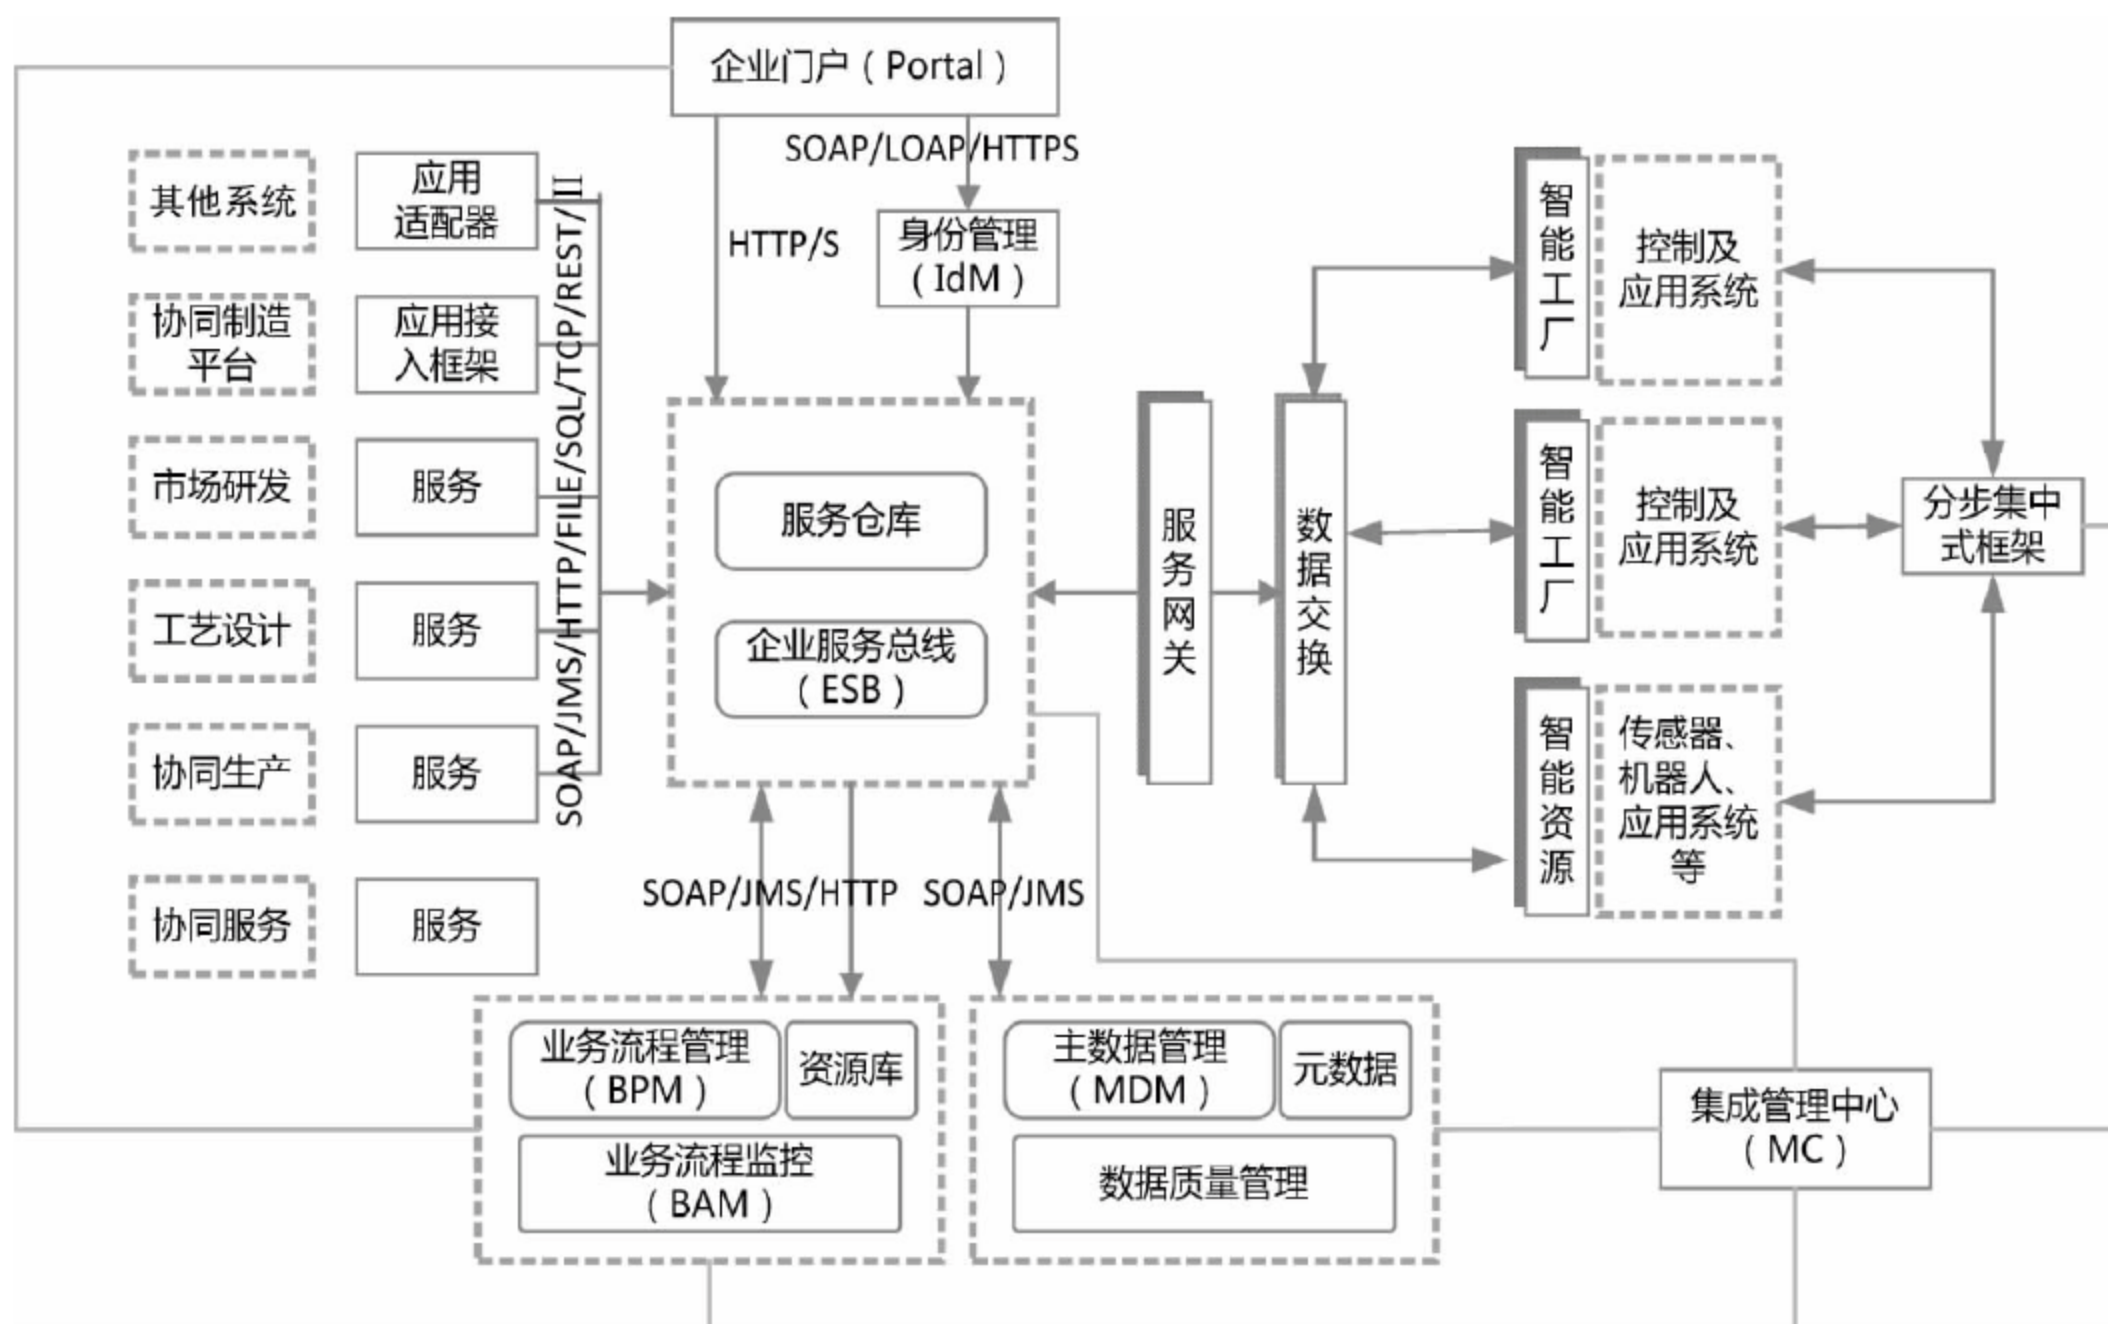 企业门户（Portal）
SOAP/LOAP/HTTPS
HTTP/S
身份管理
（IdM）
其他系统
应用
适配器
协同制造
平台
应用接
入框架
市场研发
服务
工艺设计
服务
协同生产
服务
协同服务
服务
SOAP/JMS/HTTP/FILE/SQL/TCP/REST/
服务仓库
企业服务总线
（ESB）
服务网关
数据交换
智能工厂
控制及
应用系统
智能工厂
控制及
应用系统
智能资源
传感器、
机器人、
应用系统
等
分步集中
式框架
SOAP/JMS/HTTP
SOAP/JMS
业务流程管理
（BPM）
资源库
业务流程监控
（BAM）
主数据管理
（MDM）
元数据
数据质量管理
集成管理中心
（MC）